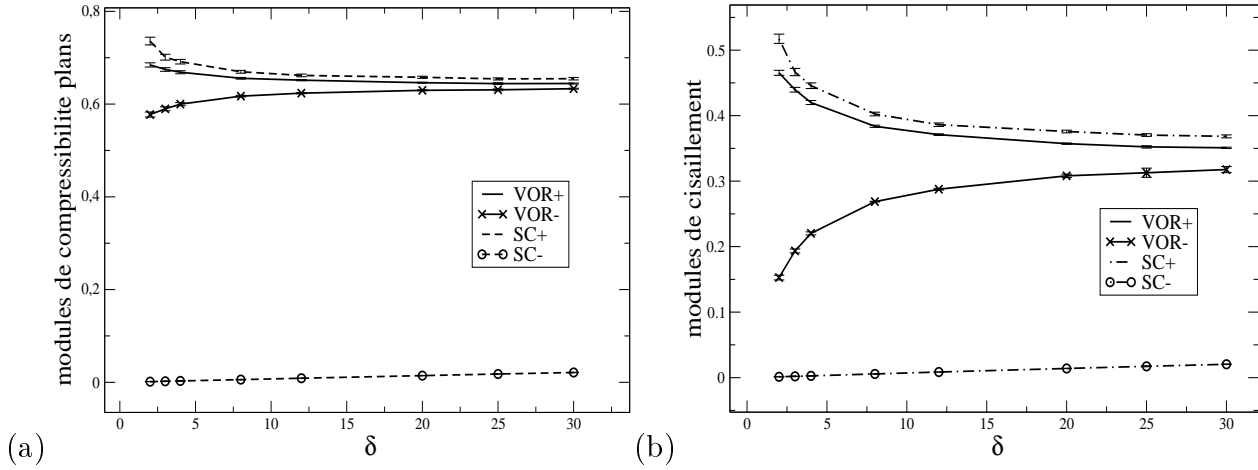 modules de compressibilite plans
0,8
0,6
0,4
0,2
0
VOR+
VOR-
SC+
SC-
0
5
10
15
20
25
30
δ
(a)
modules de cisaillement
0.5
0.4
0.3
0.2
0.1
0
VOR+
VOR-
SC+
SC-
0
5
10
15
20
25
30
δ
(b)